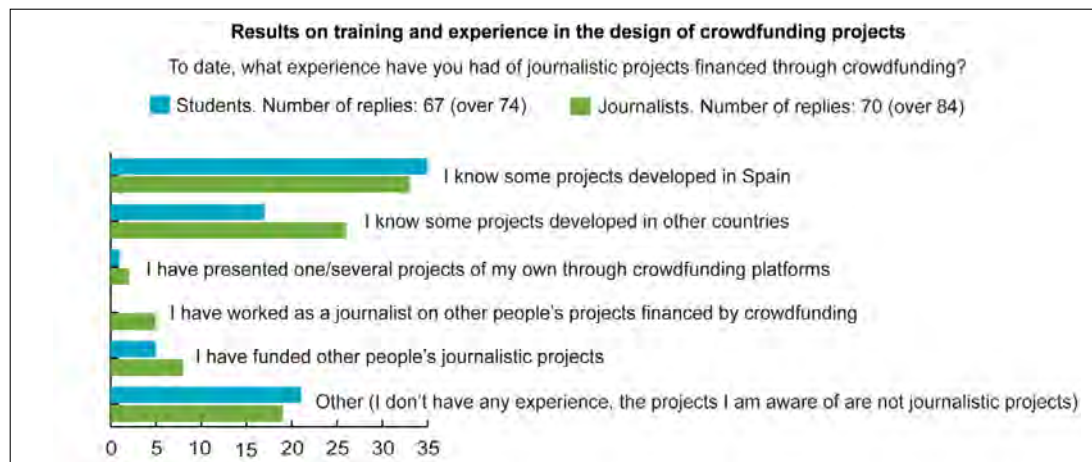 Results on training and experience in the design of crowdfunding projects
To date, what experience have you had of journalistic projects financed through crowdfunding?
Students. Number of replies: 67 (over 74)
Journalists. Number of replies: 70 (over 84)
I know some projects developed in Spain
I know some projects developed in other countries
I have presented one/several projects of my own through crowdfunding platforms
I have worked as a journalist on other people's projects financed by crowdfunding
I have funded other people's journalistic projects
Other (I don't have any experience, the projects I am aware of are not journalistic projects)
0 5 10 15 20 25 30 35